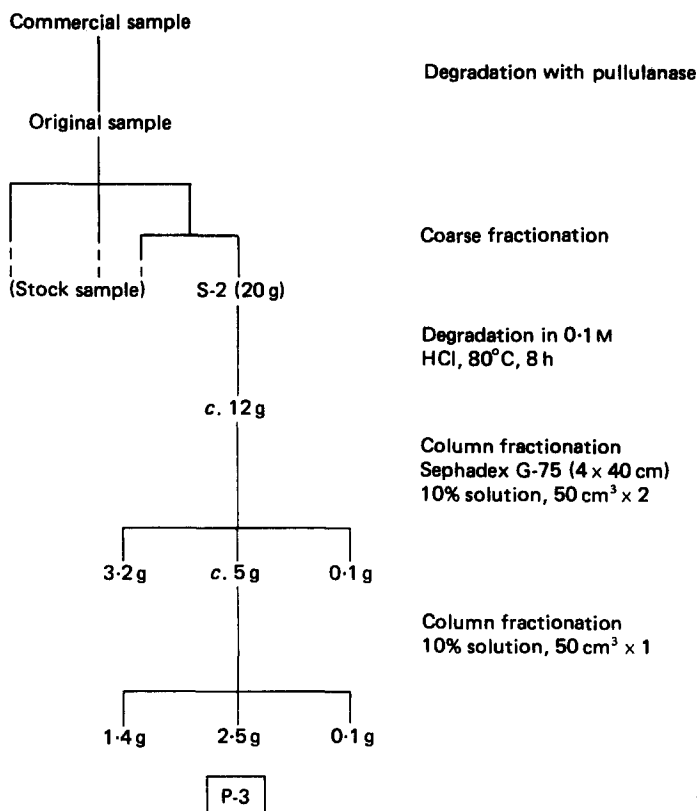 Commercial sample
Degradation with pullulanase
Original sample
Coarse fractionation
(Stock sample)
S-2 (20 g)
Degradation in 0·1 M
HCl, 80°C, 8 h
c. 12 g
Column fractionation
Sephadex G-75 (4 x 40 cm)
10% solution, 50 cm³ x 2
3·2 g
c. 5 g
0·1 g
Column fractionation
10% solution, 50 cm³ x 1
1·4 g
2·5 g
0·1 g
P-3